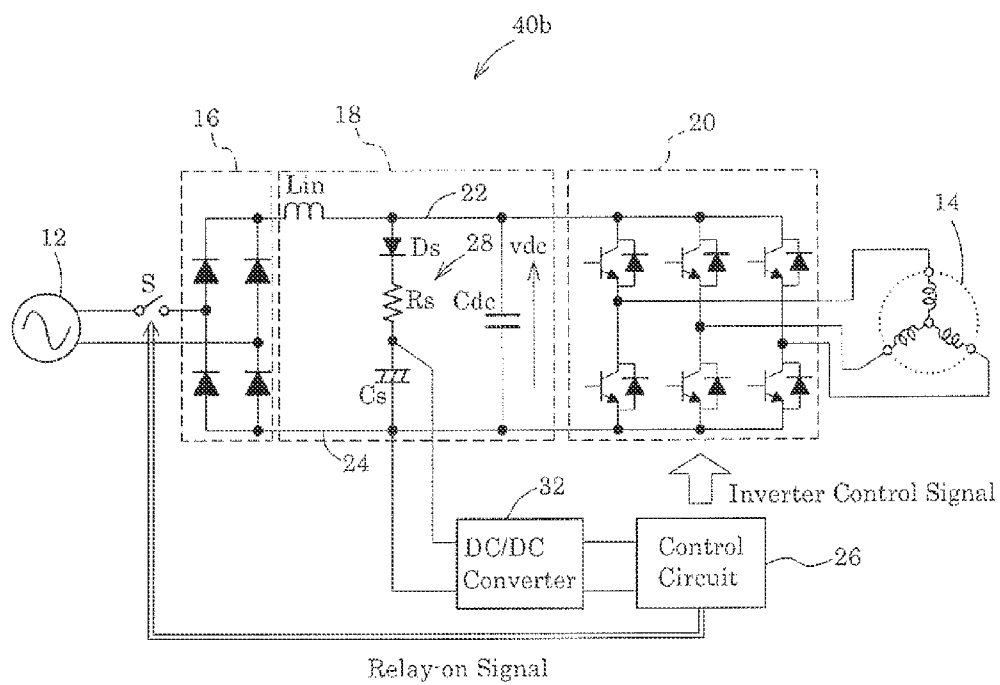 40b
16
18
20
Lin
22
14
12
Ds
28
vdc
S
Rs
Cdc
Cs
24
32
Inverter Control Signal
DC/DC
Converter
Control
Circuit
26
Relay-on Signal